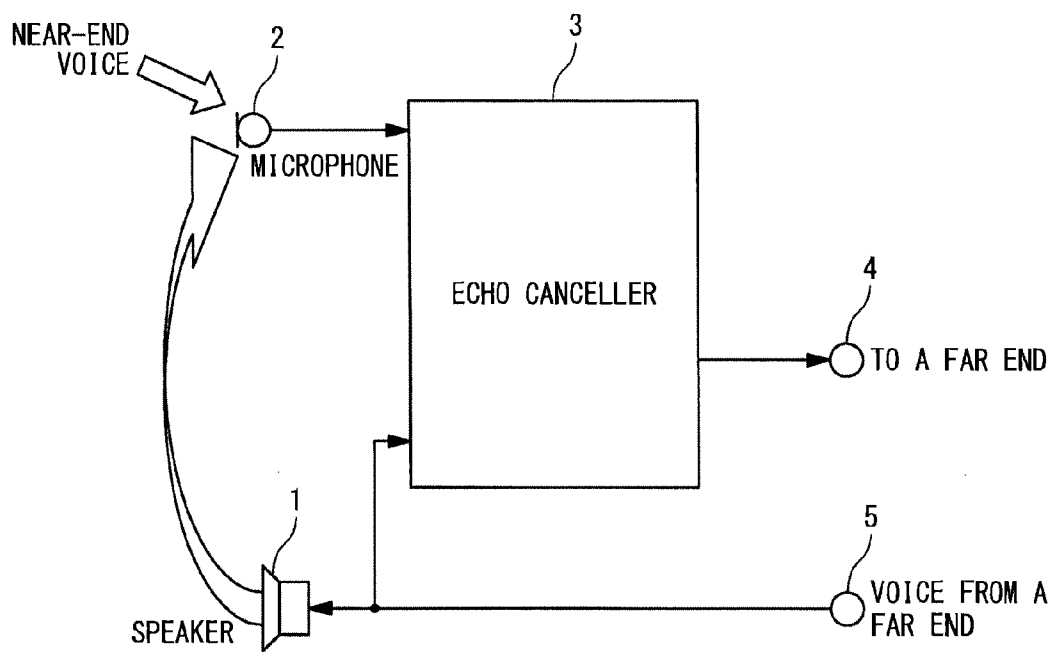 NEAR-END
VOICE
2
3
MICROPHONE
ECHO CANCELLER
4
TO A FAR END
1
SPEAKER
5
VOICE FROM A
FAR END